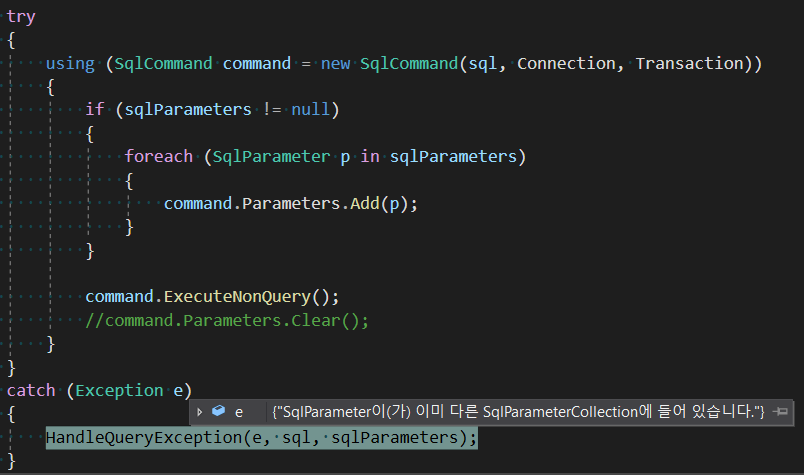 try
{
using (SqlCommand command = new SqlCommand(sql, Connection, Transaction))
{
if (sqlParameters != null)
{
foreach (SqlParameter p in sqlParameters)
{
command.Parameters.Add(p);
}
}
command.ExecuteNonQuery();
//command.Parameters.Clear();
}
}
catch (Exception e)
{
e {"SqlParameter이(가) 이미 다른 SqlParameterCollection에 들어 있습니다."}
HandleQueryException(e, sql, sqlParameters);
}